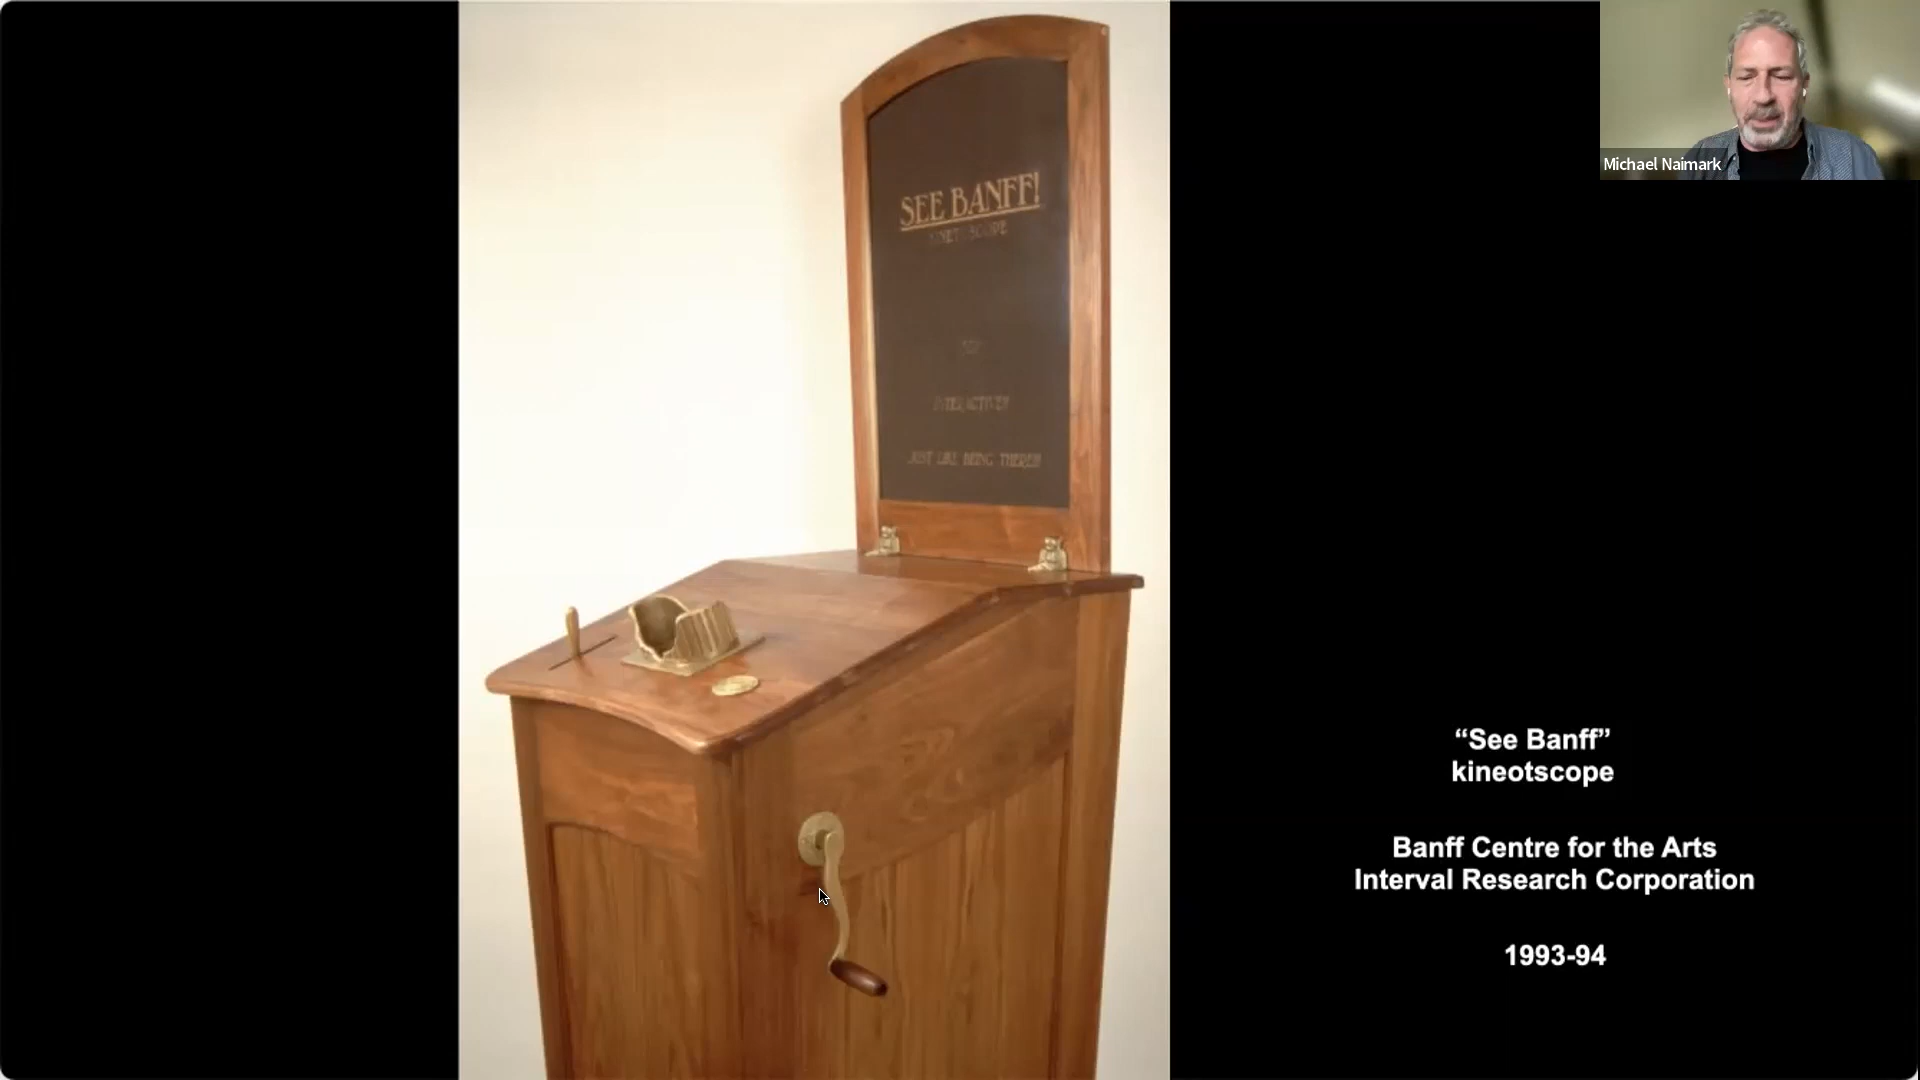 Michael Naimark
SEE BANFF!
KINETOSCOPE
INTERACTIVE!!
JUST LIKE BEING THERE!!!
“See Banff”
kineotscope
Banff Centre for the Arts
Interval Research Corporation
1993-94